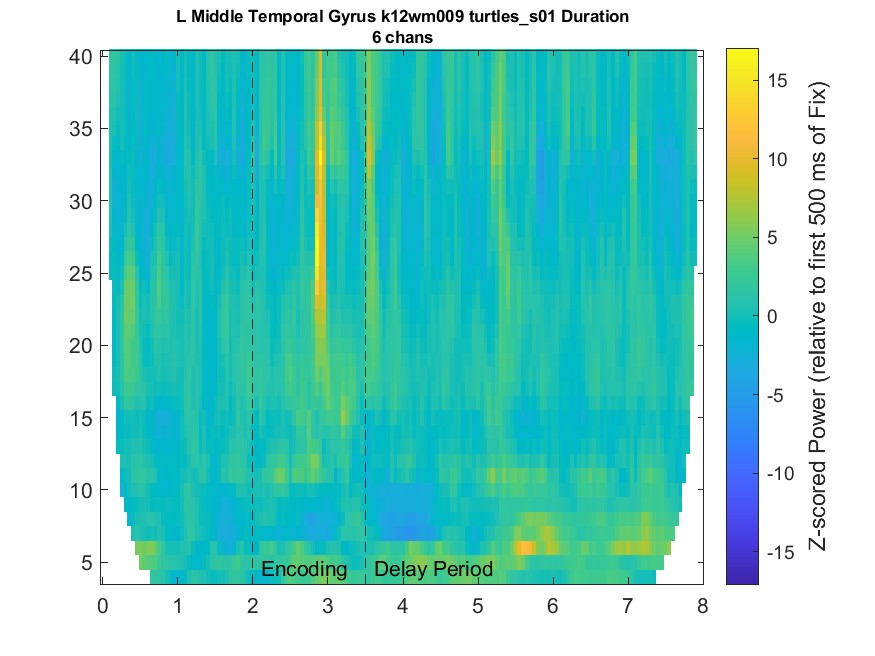 L Middle Temporal Gyrus k12wm009 turtles_s01 Duration
6 chans
40
35
30
25
20
15
10
5
Encoding
Delay Period
0 1 2 3 4 5 6 7 8
15
10
5
0
-5
-10
-15
Z-scored Power (relative to first 500 ms of Fix)